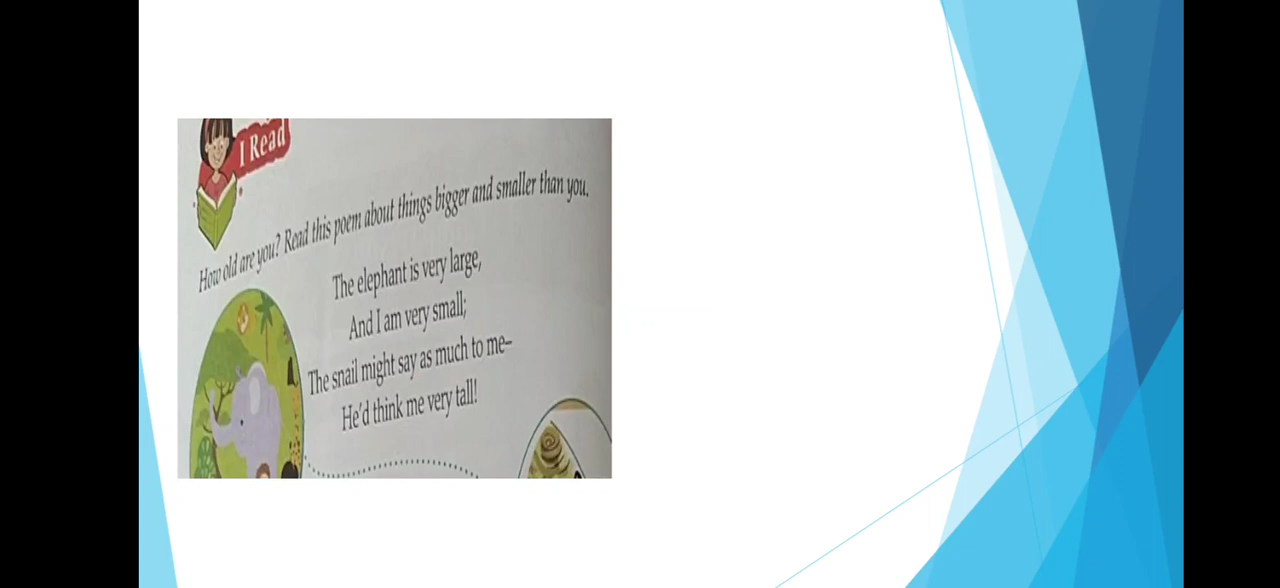 I Read
How old are you? Read this poem about things bigger and smaller than you.
The elephant is very large,
And I am very small;
The snail might say as much to me–
He'd think me very tall!